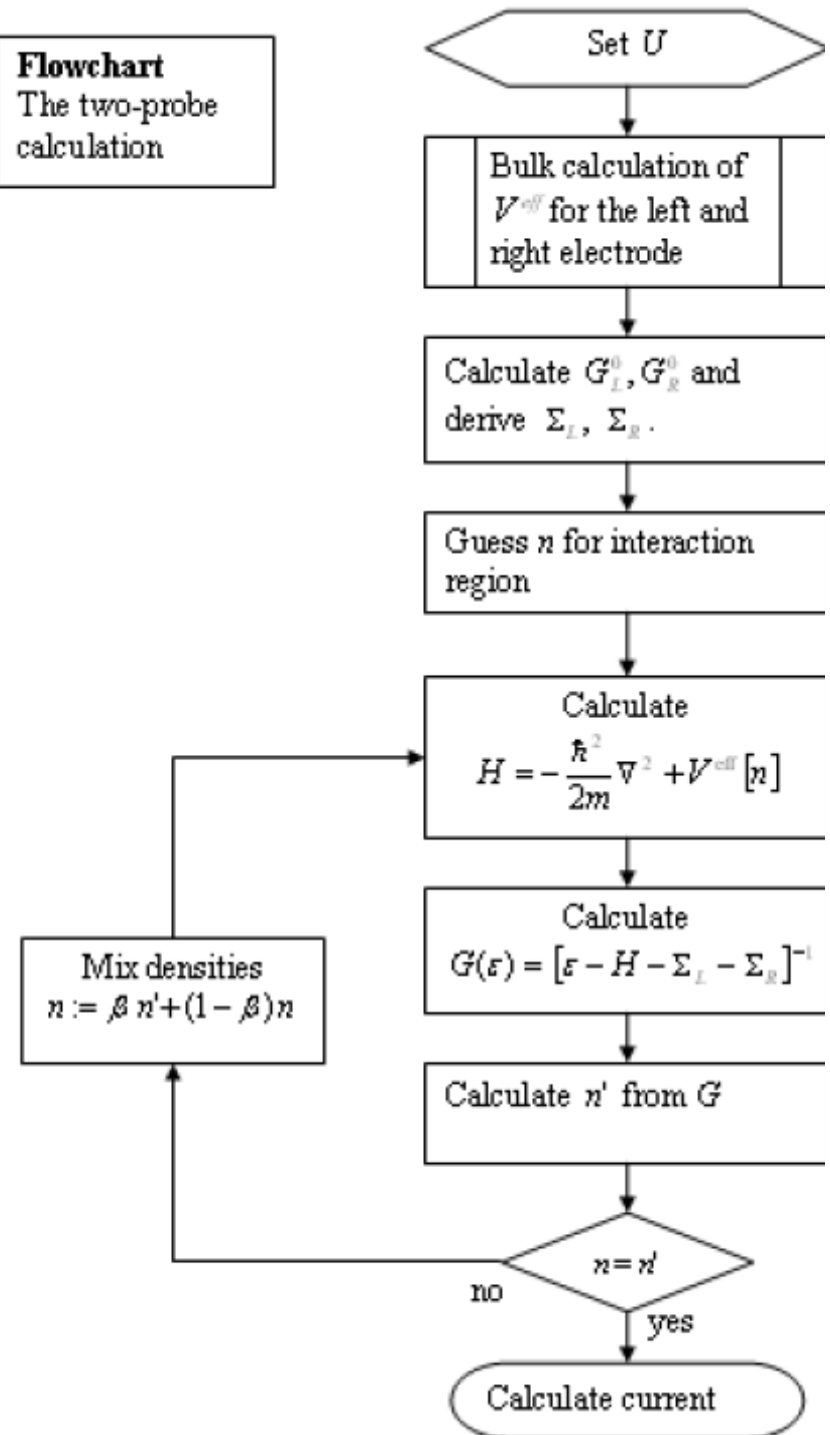 Flowchart
The two-probe
calculation
Set U
Bulk calculation of
V^eff for the left and
right electrode
Calculate G_L^0, G_R^0 and
derive Σ_L, Σ_R.
Guess n for interaction
region
Calculate
H = -ħ^2/2m ∇^2 + V^eff [n]
Calculate
G(ε) = [ε - H - Σ_L - Σ_R]^-1
Mix densities
n := β n'+(1-β)n
Calculate n' from G
n = n'
no
yes
Calculate current